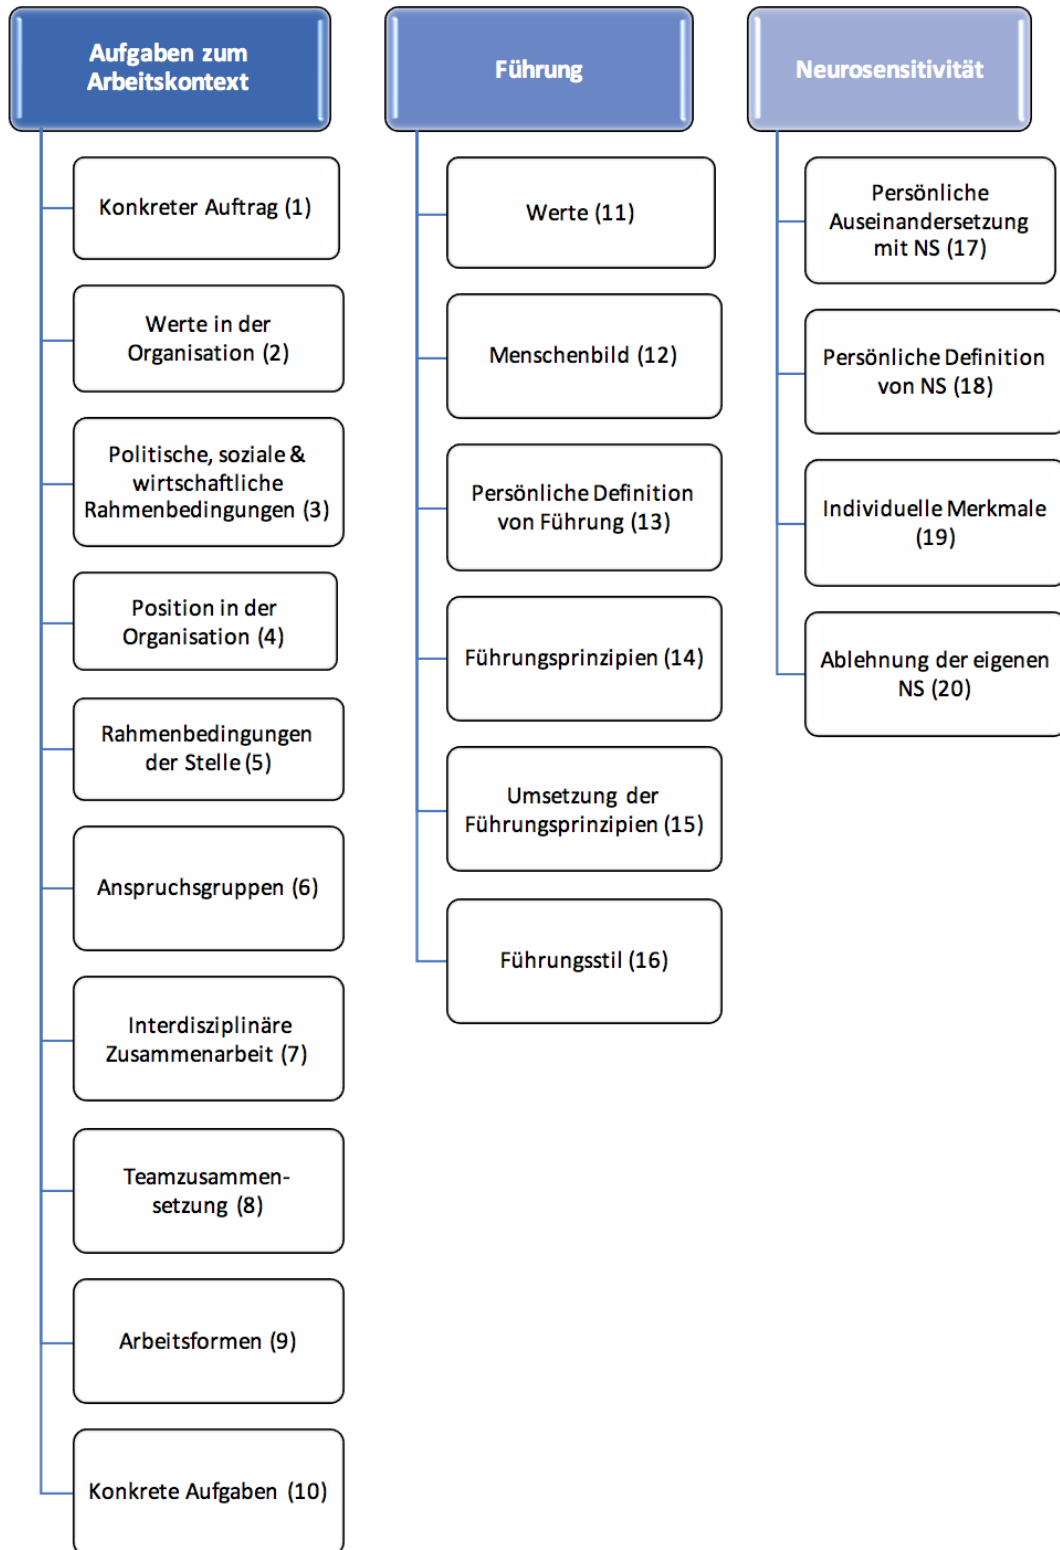 Aufgaben zum
Arbeitskontext
Konkreter Auftrag (1)
Werte in der
Organisation (2)
Politische, soziale &
wirtschaftliche
Rahmenbedingungen (3)
Position in der
Organisation (4)
Rahmenbedingungen
der Stelle (5)
Anspruchsgruppen (6)
Interdisziplinäre
Zusammenarbeit (7)
Teamzusammen-
setzung (8)
Arbeitsformen (9)
Konkrete Aufgaben (10)
Führung
Werte (11)
Menschenbild (12)
Persönliche Definition
von Führung (13)
Führungsprinzipien (14)
Umsetzung der
Führungsprinzipien (15)
Führungsstil (16)
Neurosensitivität
Persönliche
Auseinandersetzung
mit NS (17)
Persönliche Definition
von NS (18)
Individuelle Merkmale
(19)
Ablehnung der eigenen
NS (20)